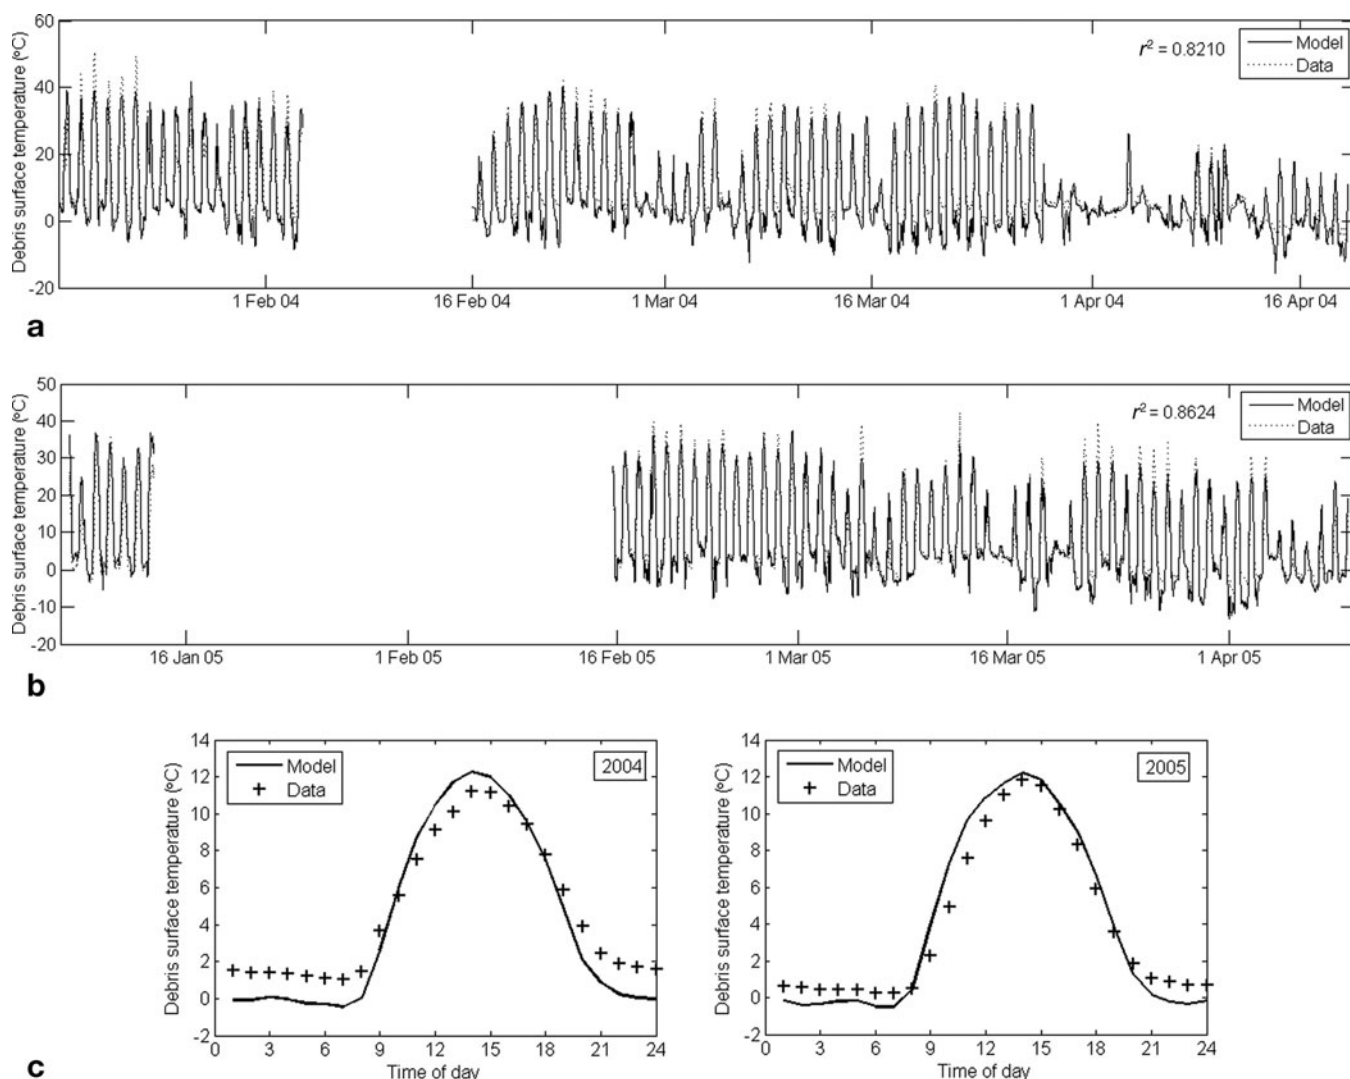 60
40
20
0
-20
Debris surface temperature (ºC)
r² = 0.8210
Model
Data
1 Feb 04
16 Feb 04
1 Mar 04
16 Mar 04
1 Apr 04
16 Apr 04
a
50
40
30
20
10
0
-10
-20
Debris surface temperature (ºC)
r² = 0.8624
Model
Data
16 Jan 05
1 Feb 05
16 Feb 05
1 Mar 05
16 Mar 05
1 Apr 05
b
14
12
10
8
6
4
2
0
-2
Debris surface temperature (ºC)
Model
Data
2004
0 3 6 9 12 15 18 21 24
Time of day
14
12
10
8
6
4
2
0
-2
Debris surface temperature (ºC)
Model
Data
2005
0 3 6 9 12 15 18 21 24
Time of day
c